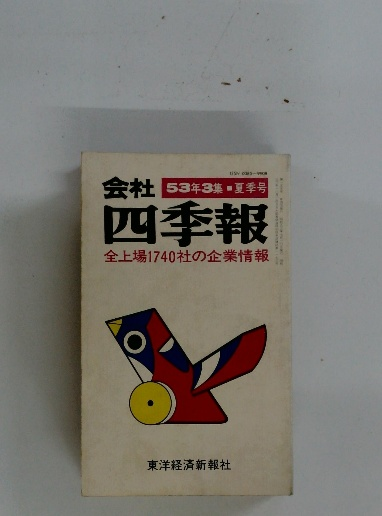 会社
53年3集■夏季号
四季報
全上場1740社の企業情報
東洋経済新報社